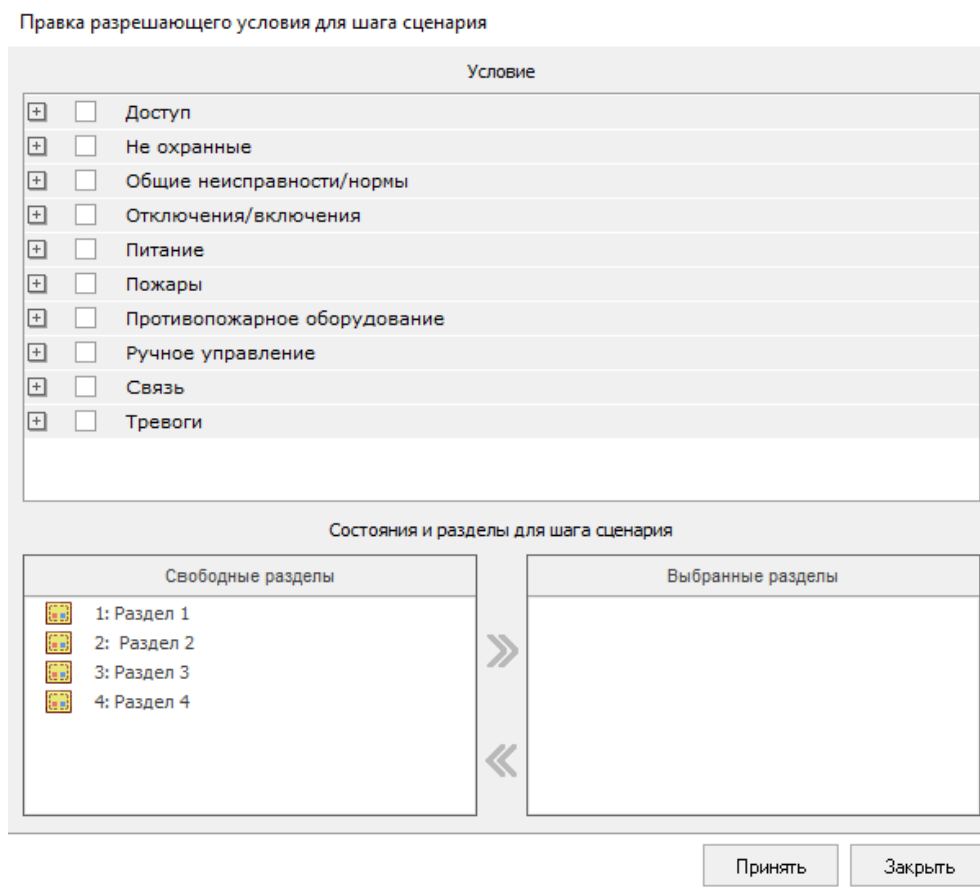 Правка разрешающего условия для шага сценария
Условие
Доступ
Не охранные
Общие неисправности/нормы
Отключения/включения
Питание
Пожары
Противопожарное оборудование
Ручное управление
Связь
Тревоги
Состояния и разделы для шага сценария
Свободные разделы
Выбранные разделы
1: Раздел 1
2: Раздел 2
3: Раздел 3
4: Раздел 4
Принять
Закрыть